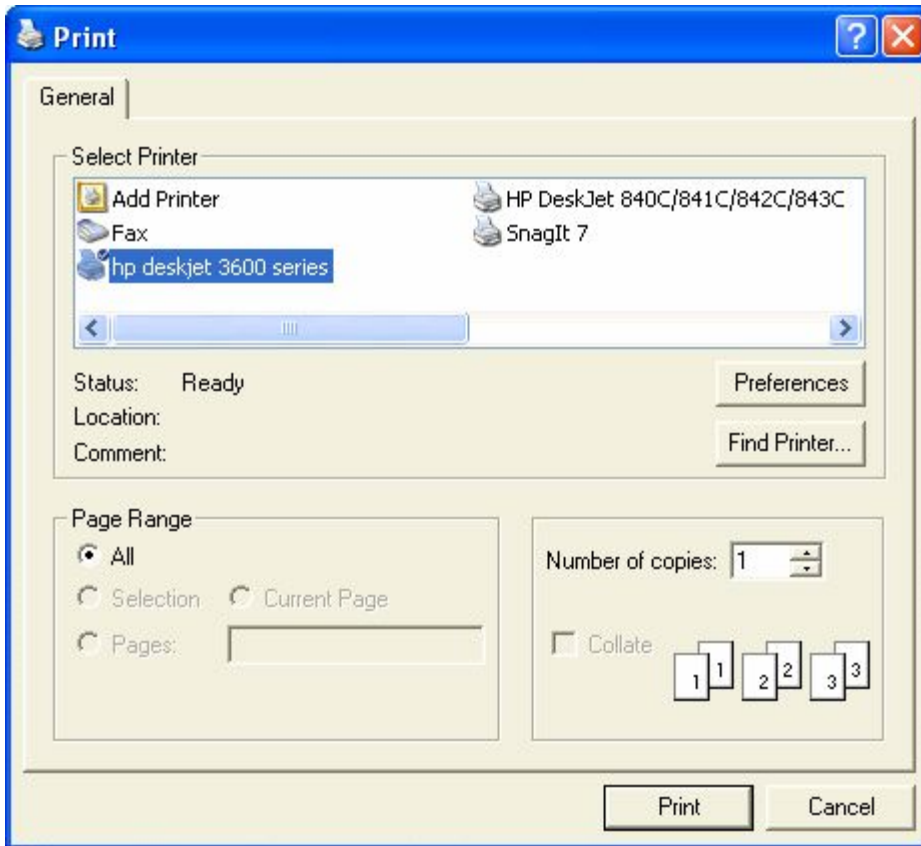 Print
General
Select Printer
Add Printer
HP DeskJet 840C/841C/842C/843C
Fax
SnagIt 7
hp deskjet 3600 series
Status: Ready
Preferences
Location:
Find Printer...
Comment:
Page Range
All
Number of copies: 1
Selection Current Page
Pages:
Collate
1 1 2 2 3 3
Print Cancel